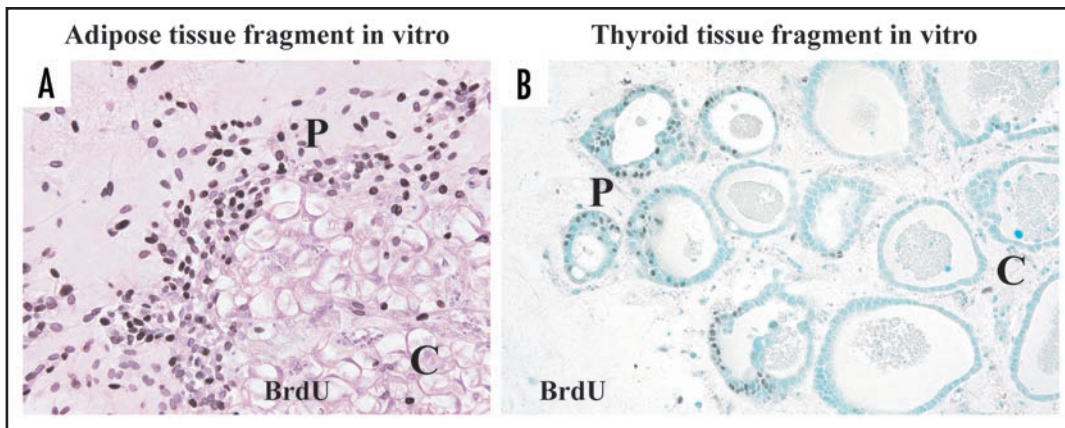 Adipose tissue fragment in vitro
Thyroid tissue fragment in vitro
A
P
C
BrdU
B
P
C
BrdU